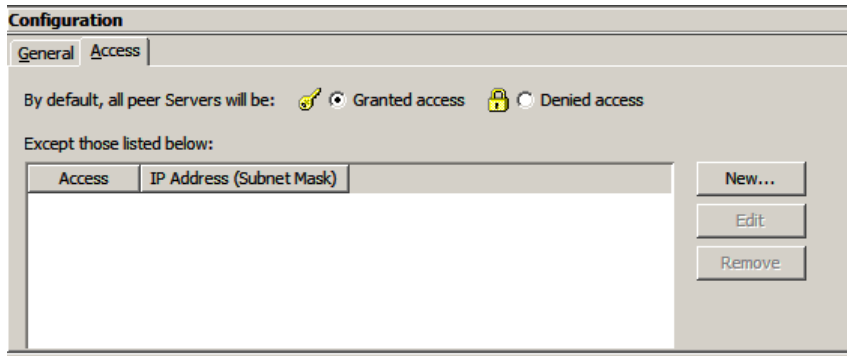 Configuration
General Access
By default, all peer Servers will be: Granted access Denied access
Except those listed below:
Access IP Address (Subnet Mask) New...
Edit
Remove